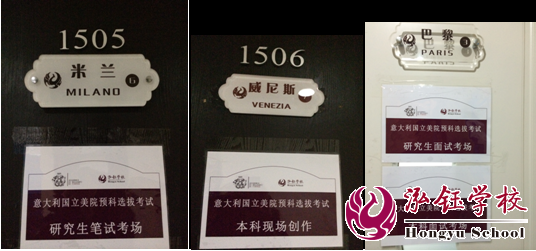 1505
米兰
MILANO
意大利国立美院预科选拔考试
研究生笔试考场
1506
威尼斯
VENEZIA
意大利国立美院预科选拔考试
本科现场创作
巴黎
PARIS
意大利国立美院预科选拔考试
研究生面试考场
泓钰学校
Hongyu School